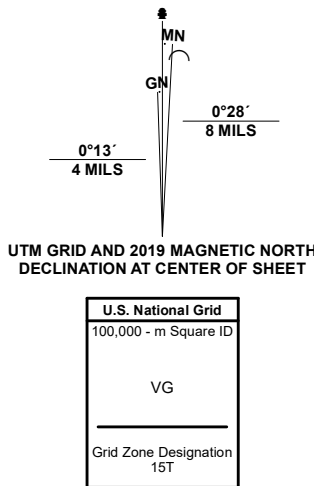 MN
GN
0°28´
8 MILS
0°13´
4 MILS
UTM GRID AND 2019 MAGNETIC NORTH
DECLINATION AT CENTER OF SHEET
U.S. National Grid
100,000 - m Square ID
VG
Grid Zone Designation
15T